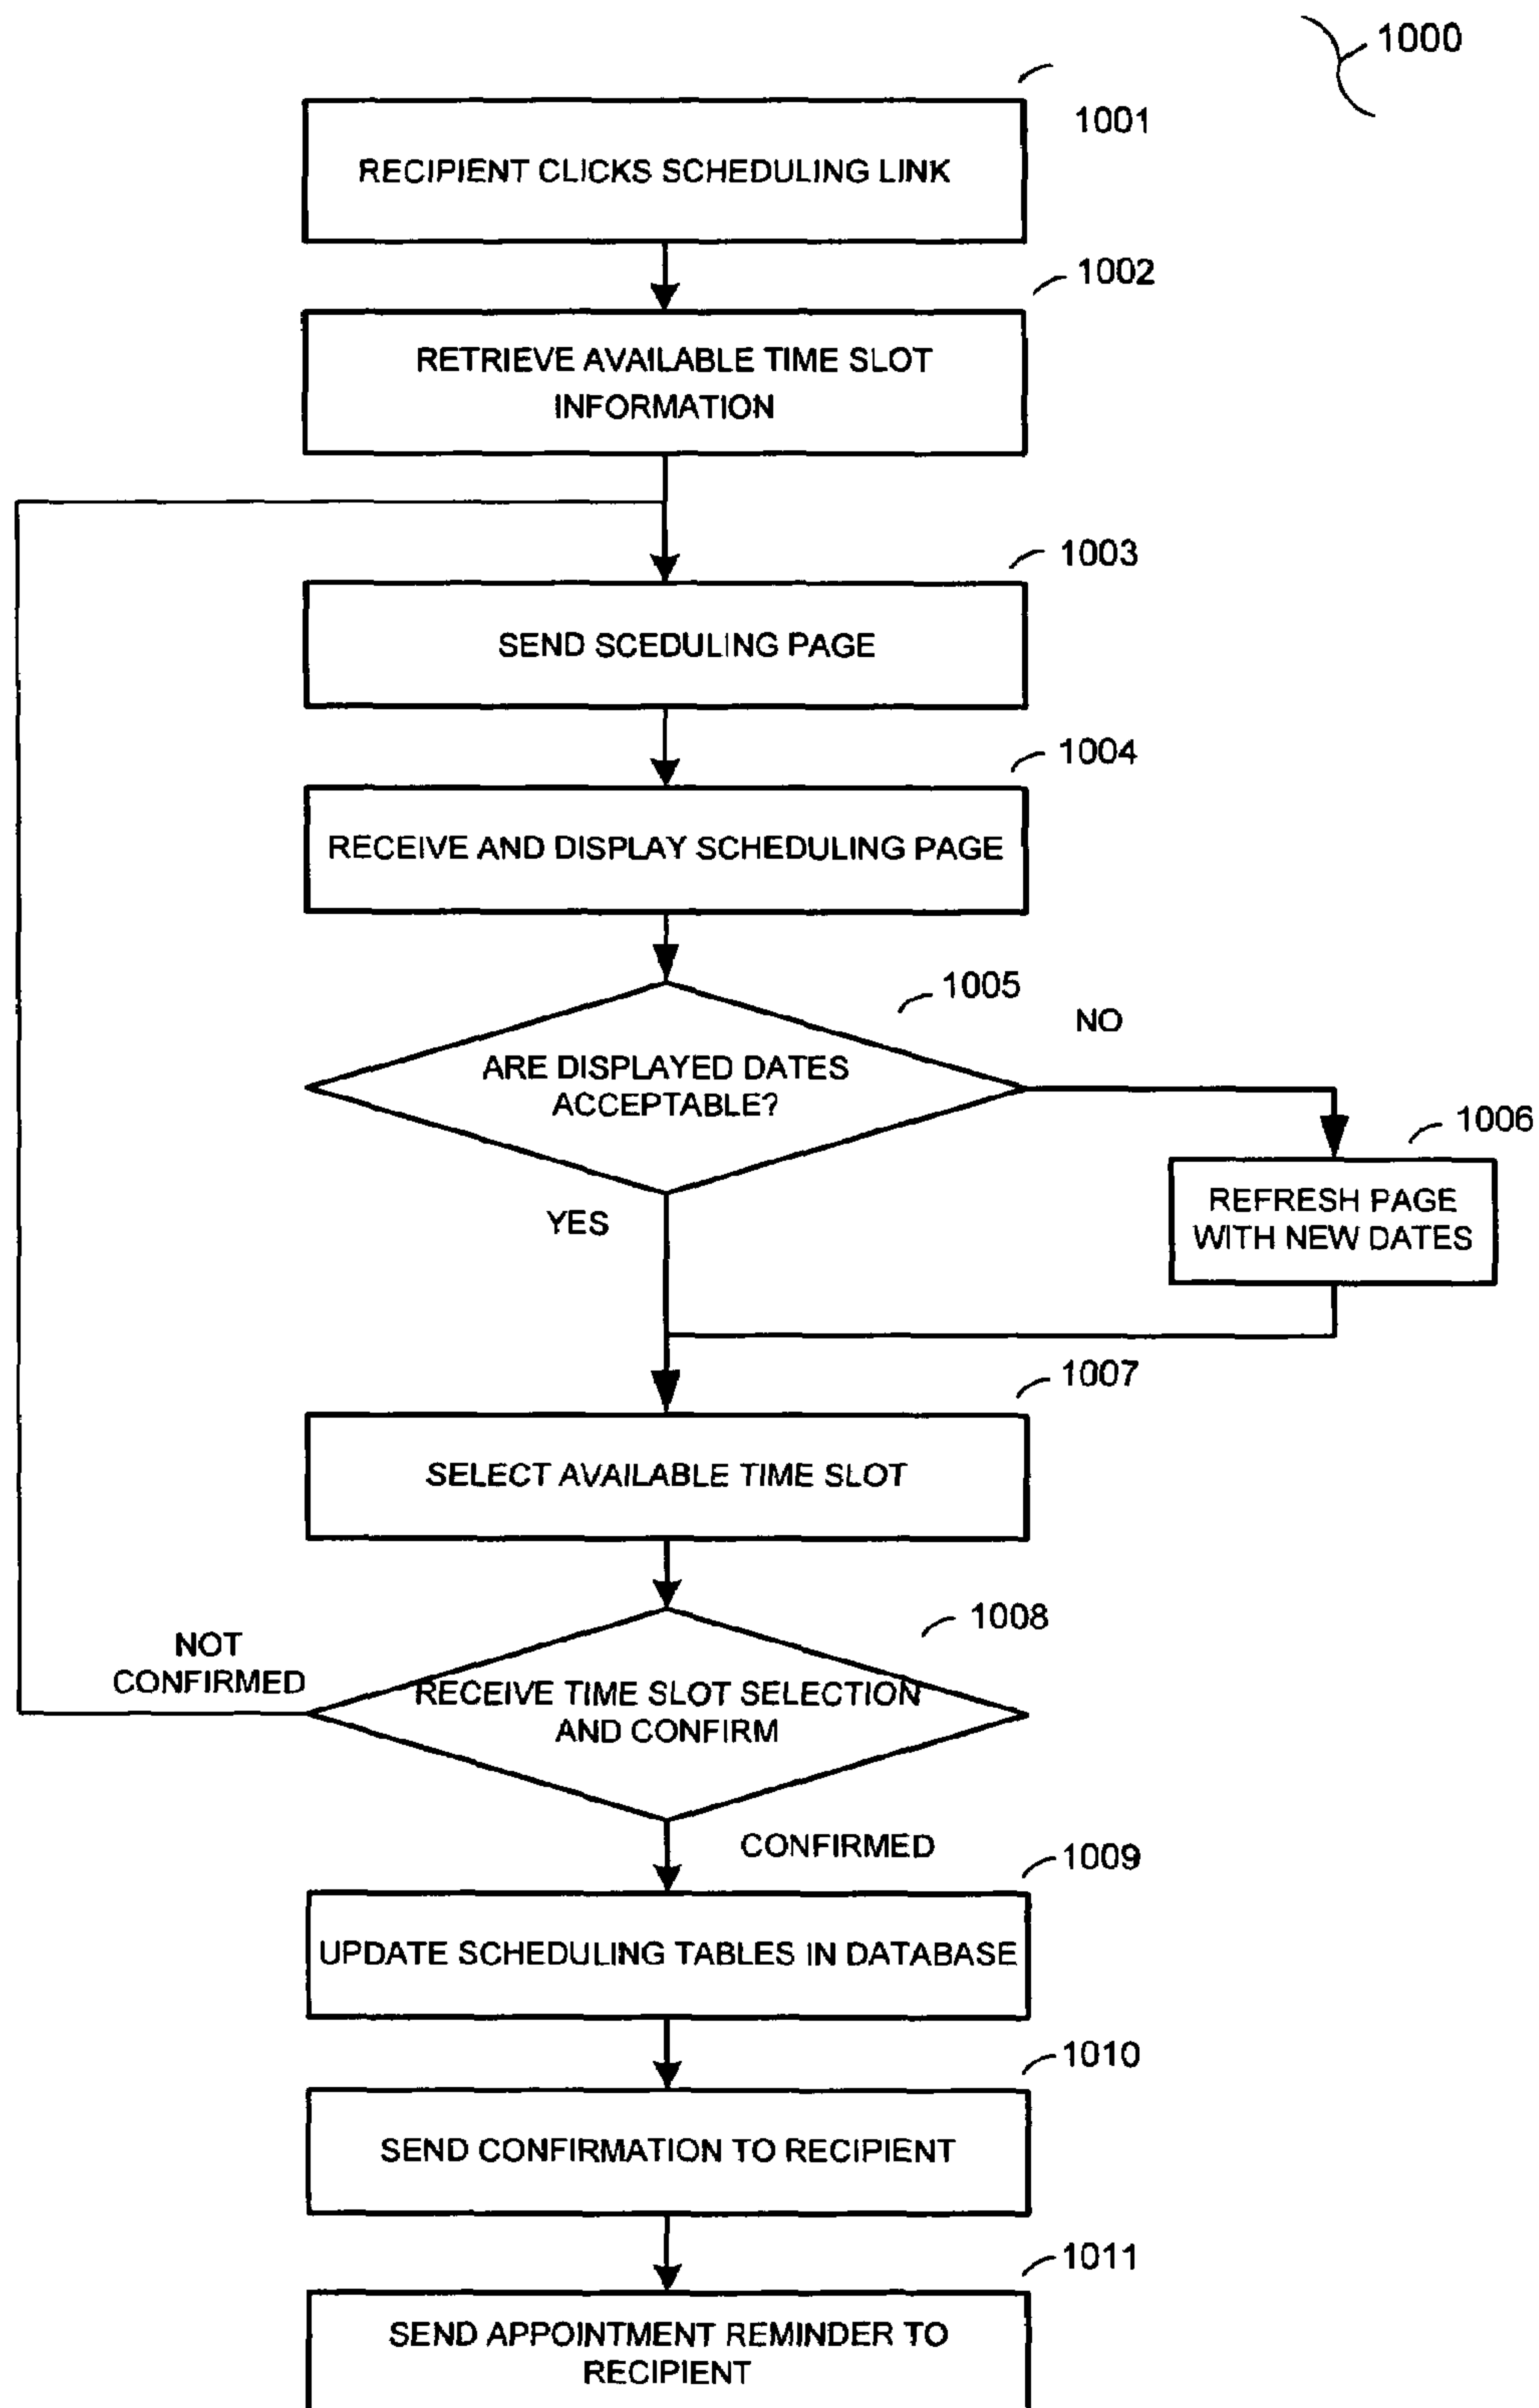 1000
1001
RECIPIENT CLICKS SCHEDULING LINK
1002
RETRIEVE AVAILABLE TIME SLOT
INFORMATION
1003
SEND SCEDULING PAGE
1004
RECEIVE AND DISPLAY SCHEDULING PAGE
1005
NO
ARE DISPLAYED DATES
ACCEPTABLE?
1006
REFRESH PAGE
WITH NEW DATES
YES
1007
SELECT AVAILABLE TIME SLOT
1008
NOT
CONFIRMED
RECEIVE TIME SLOT SELECTION
AND CONFIRM
CONFIRMED
1009
UPDATE SCHEDULING TABLES IN DATABASE
1010
SEND CONFIRMATION TO RECIPIENT
1011
SEND APPOINTMENT REMINDER TO
RECIPIENT